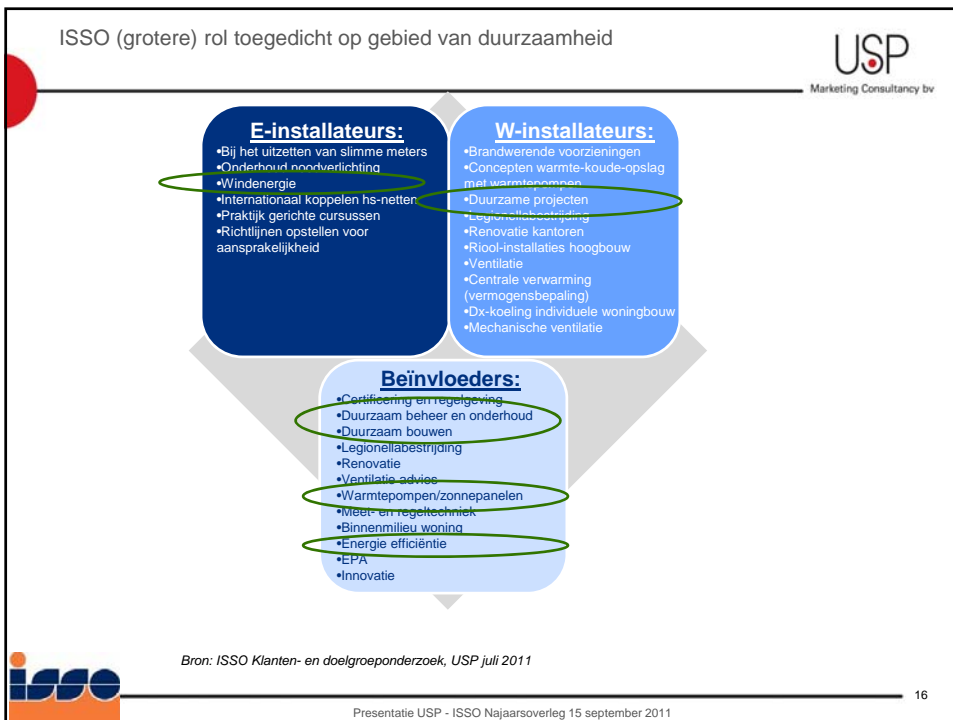 ISSO (grotere) rol toegedicht op gebied van duurzaamheid
USP
Marketing Consultancy bv
E-installateurs:
•Bij het uitzetten van slimme meters
•Onderhoud noodverlichting
•Windenergie
•Internationaal koppelen hs-netten
•Praktijk gerichte cursussen
•Richtlijnen opstellen voor
aansprakelijkheid
W-installateurs:
•Brandwerende voorzieningen
•Concepten warmte-koude-opslag
met warmtepompen
•Duurzame projecten
•Legionellabestrijding
•Renovatie kantoren
•Riool-installaties hoogbouw
•Ventilatie
•Centrale verwarming
(vermogensbepaling)
•Dx-koeling individuele woningbouw
•Mechanische ventilatie
Beïnvloeders:
•Certificering en regelgeving
•Duurzaam beheer en onderhoud
•Duurzaam bouwen
•Legionellabestrijding
•Renovatie
•Ventilatie advies
•Warmtepompen/zonnepanelen
•Meet- en regeltechniek
•Binnenmilieu woning
•Energie efficiëntie
•EPA
•Innovatie
Bron: ISSO Klanten- en doelgroeponderzoek, USP juli 2011
isso
16
Presentatie USP - ISSO Najaarsoverleg 15 september 2011